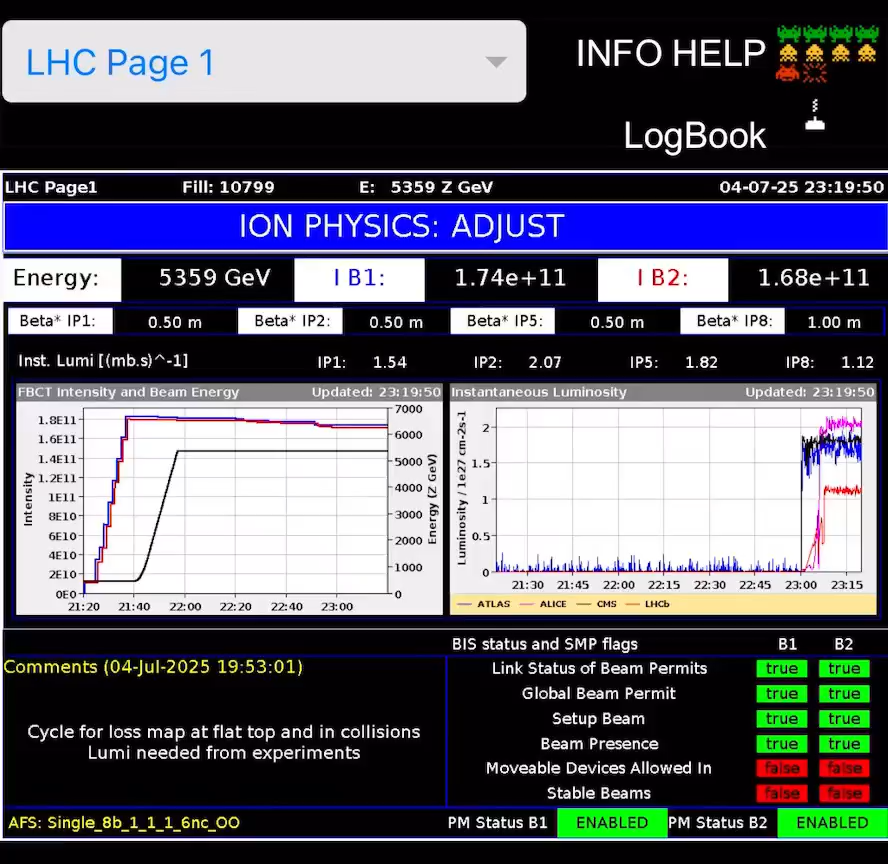 LHC Page 1
INFO HELP
LogBook
LHC Page1 Fill: 10799 E: 5359 Z GeV 04-07-25 23:19:50
ION PHYSICS: ADJUST
Energy: 5359 GeV I B1: 1.74e+11 I B2: 1.68e+11
Beta* IP1: 0.50 m Beta* IP2: 0.50 m Beta* IP5: 0.50 m Beta* IP8: 1.00 m
Inst. Lumi [(mb.s)^-1] IP1: 1.54 IP2: 2.07 IP5: 1.82 IP8: 1.12
FBCT Intensity and Beam Energy Updated: 23:19:50
1.8E11
1.6E11
1.4E11
1.2E11
1E11
8E10
6E10
4E10
2E10
0E0
Intensity
7000
6000
5000
4000
3000
2000
1000
0
Energy (Z GeV)
21:20 21:40 22:00 22:20 22:40 23:00
Instantaneous Luminosity Updated: 23:19:50
Luminosity / 1e27 cm-2s-1
2
1.5
1
0.5
0
21:30 21:45 22:00 22:15 22:30 22:45 23:00 23:15
ATLAS ALICE CMS LHCb
Comments (04-Jul-2025 19:53:01)
Cycle for loss map at flat top and in collisions
Lumi needed from experiments
BIS status and SMP flags B1 B2
Link Status of Beam Permits true true
Global Beam Permit true true
Setup Beam true true
Beam Presence true true
Moveable Devices Allowed In false false
Stable Beams false false
AFS: Single_8b_1_1_1_6nc_OO PM Status B1 ENABLED PM Status B2 ENABLED